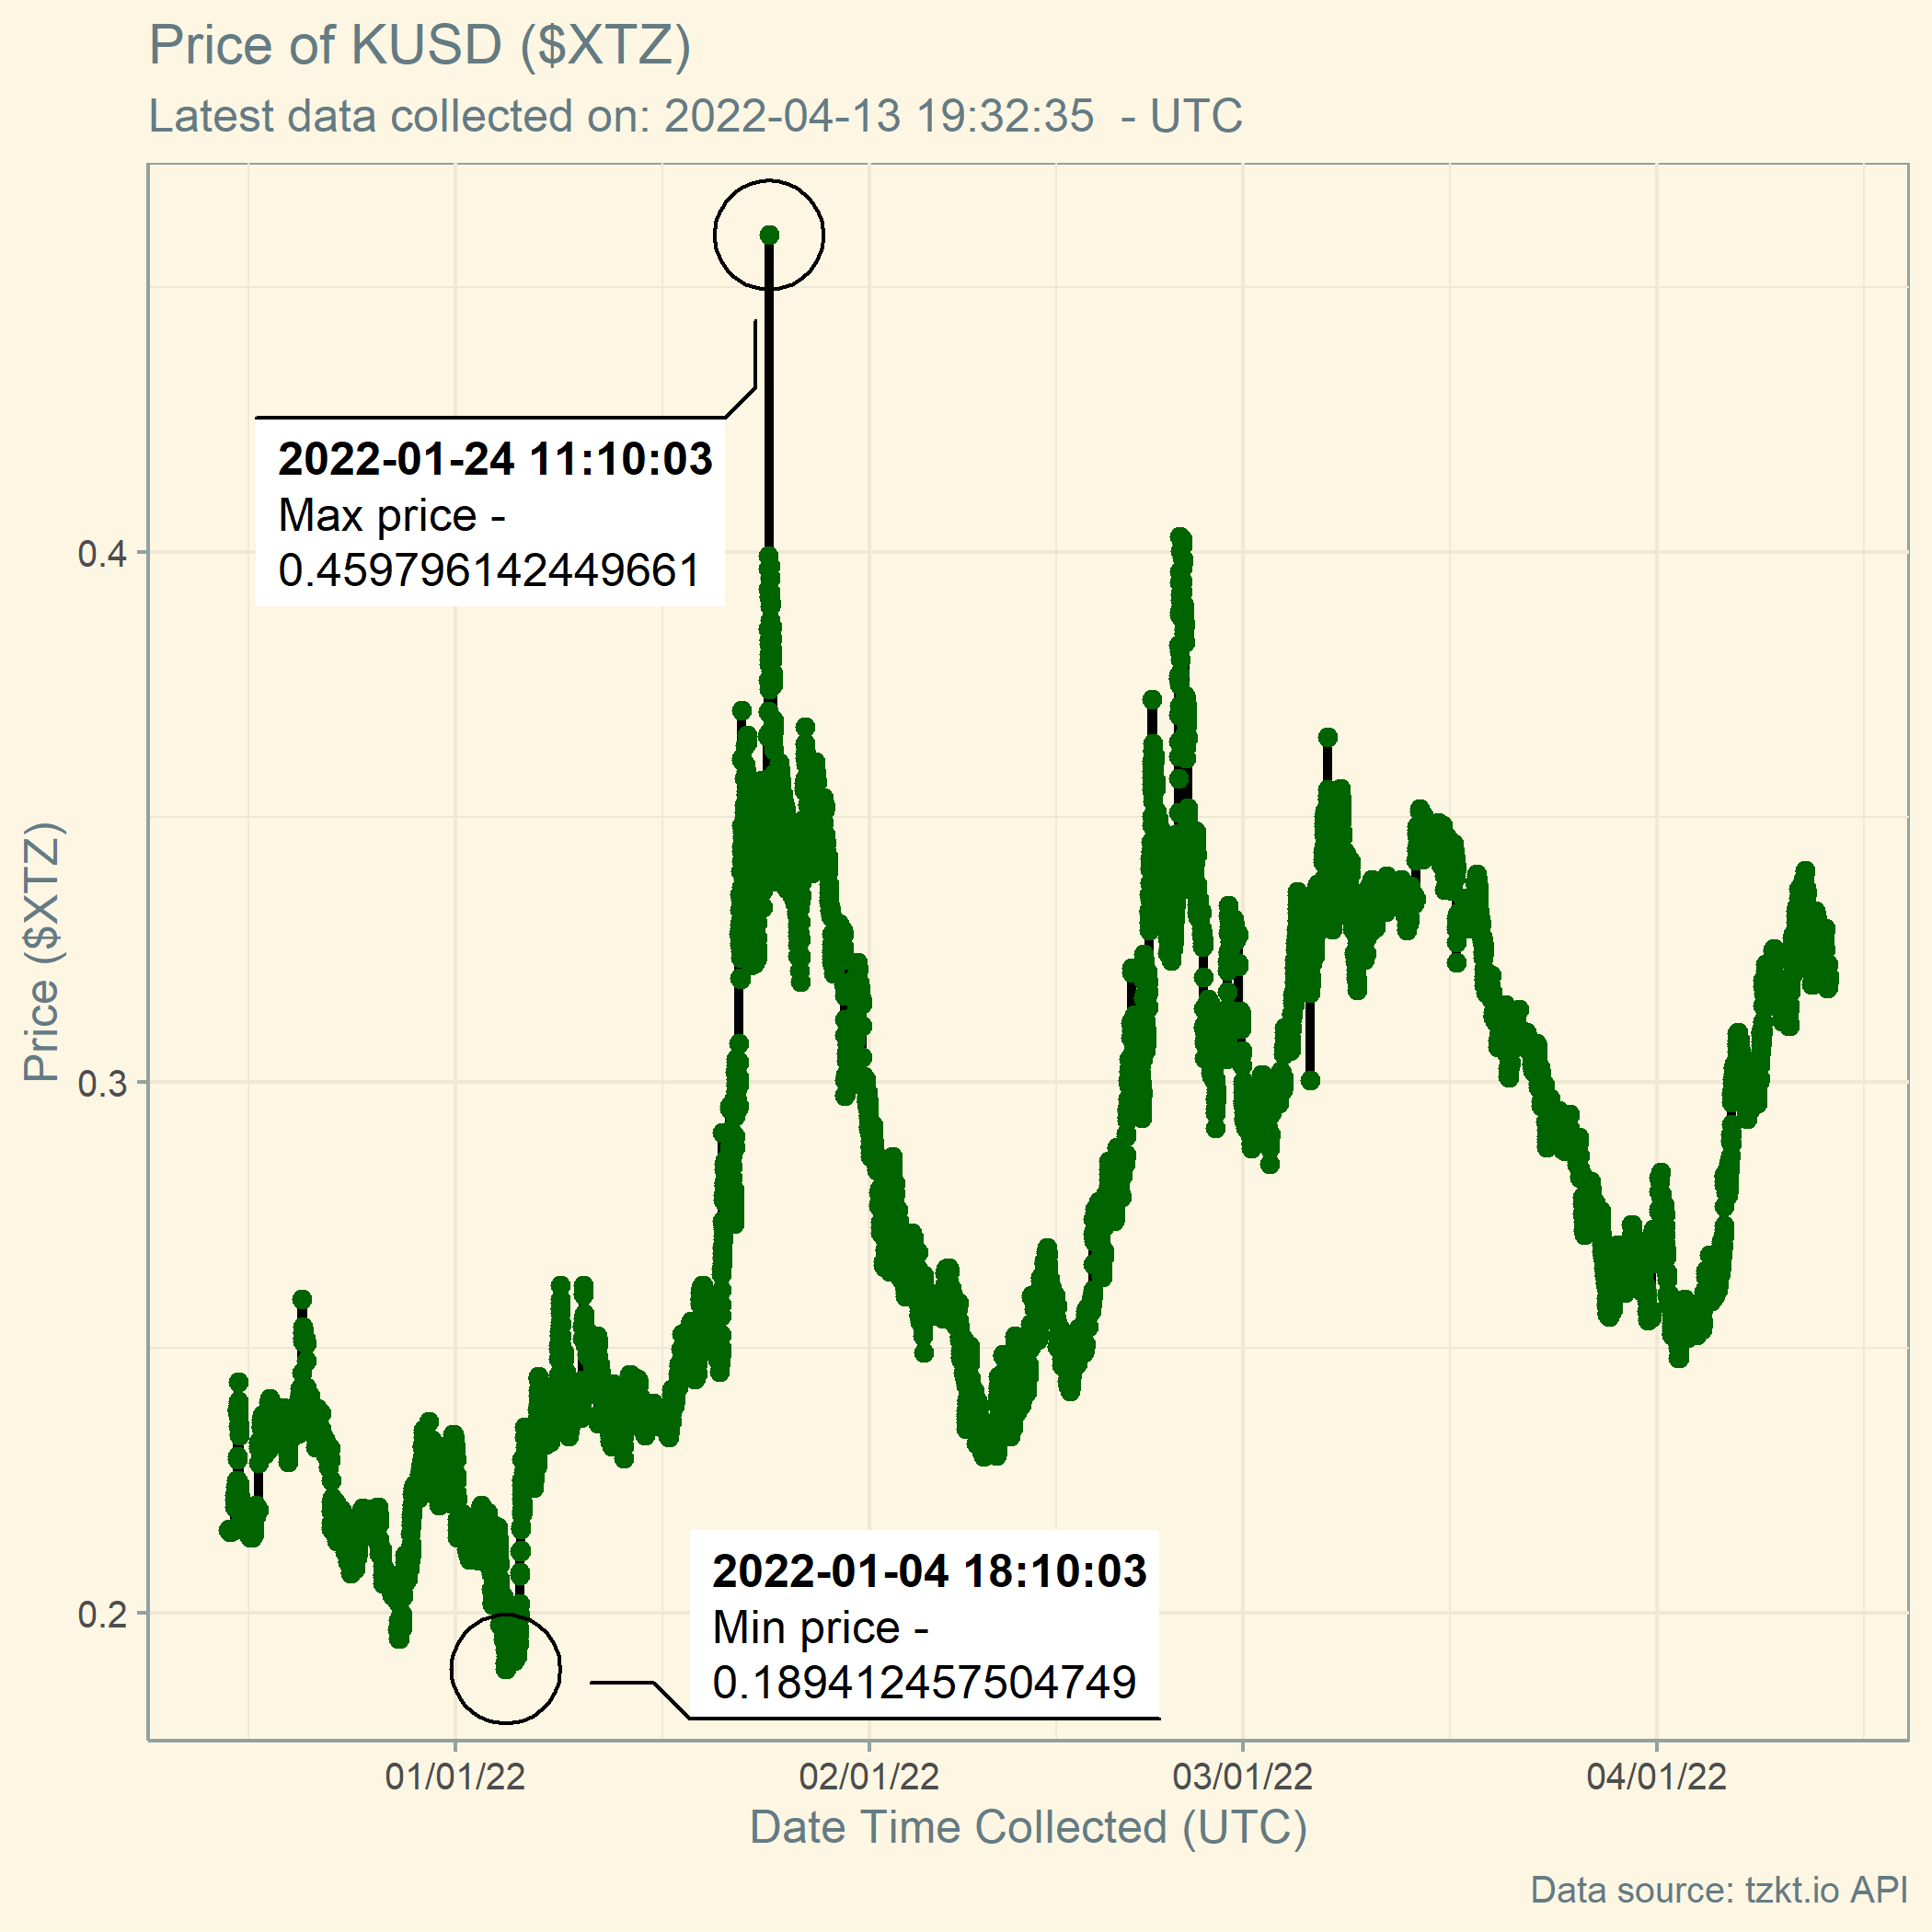 Price of KUSD ($XTZ)
Latest data collected on: 2022-04-13 19:32:35  - UTC
2022-01-24 11:10:03
Max price -
0.459796142449661
0.4
0.3
0.2
Price ($XTZ)
2022-01-04 18:10:03
Min price -
0.189412457504749
01/01/22
02/01/22
03/01/22
04/01/22
Date Time Collected (UTC)
Data source: tzkt.io API